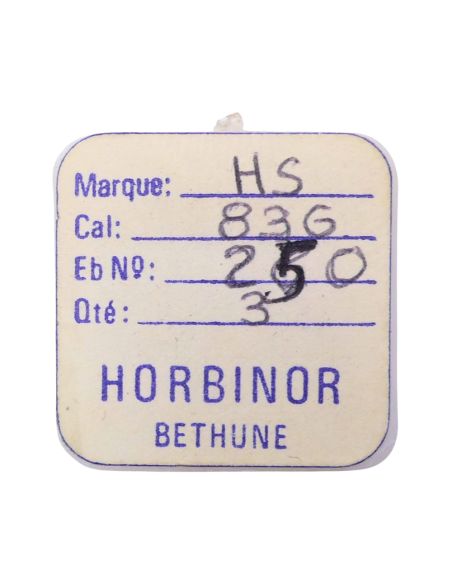 Marque: HS
Cal: 836
Eb Nº: 250
Qté: 3
HORBINOR
BETHUNE